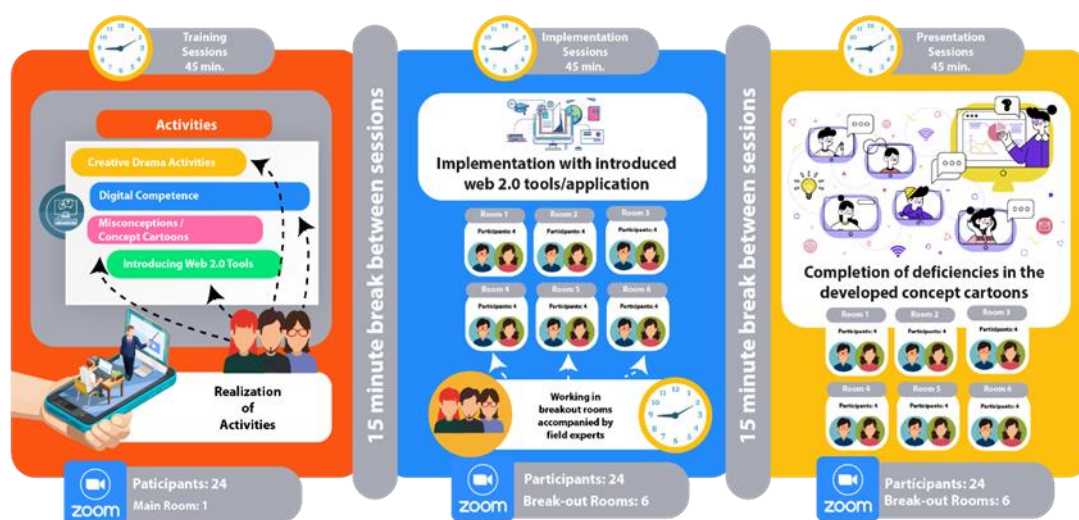 Training
Sessions
45 min.
Activities
Creative Drama Activities
Digital Competence
Misconceptions /
Concept Cartoons
Introducing Web 2.0 Tools
Realization
of
Activities
zoom
Paticipants: 24
Main Room: 1
15 minute break between sessions
Implementation
Sessions
45 min.
Implementation with introduced
web 2.0 tools/application
Room 1
Participants: 4
Room 2
Participants: 4
Room 3
Participants: 4
Room 4
Participants: 4
Room 5
Participants: 4
Room 6
Participants: 4
Working in
breakout rooms
accompanied by
field experts
zoom
Participants: 24
Break-out Rooms: 6
15 minute break between sessions
Presentation
Sessions
45 min.
Completion of deficiencies in the
developed concept cartoons
Room 1
Participants: 4
Room 2
Participants: 4
Room 3
Participants: 4
Room 4
Participants: 4
Room 5
Participants: 4
Room 6
Participants: 4
zoom
Participants: 24
Break-out Rooms: 6